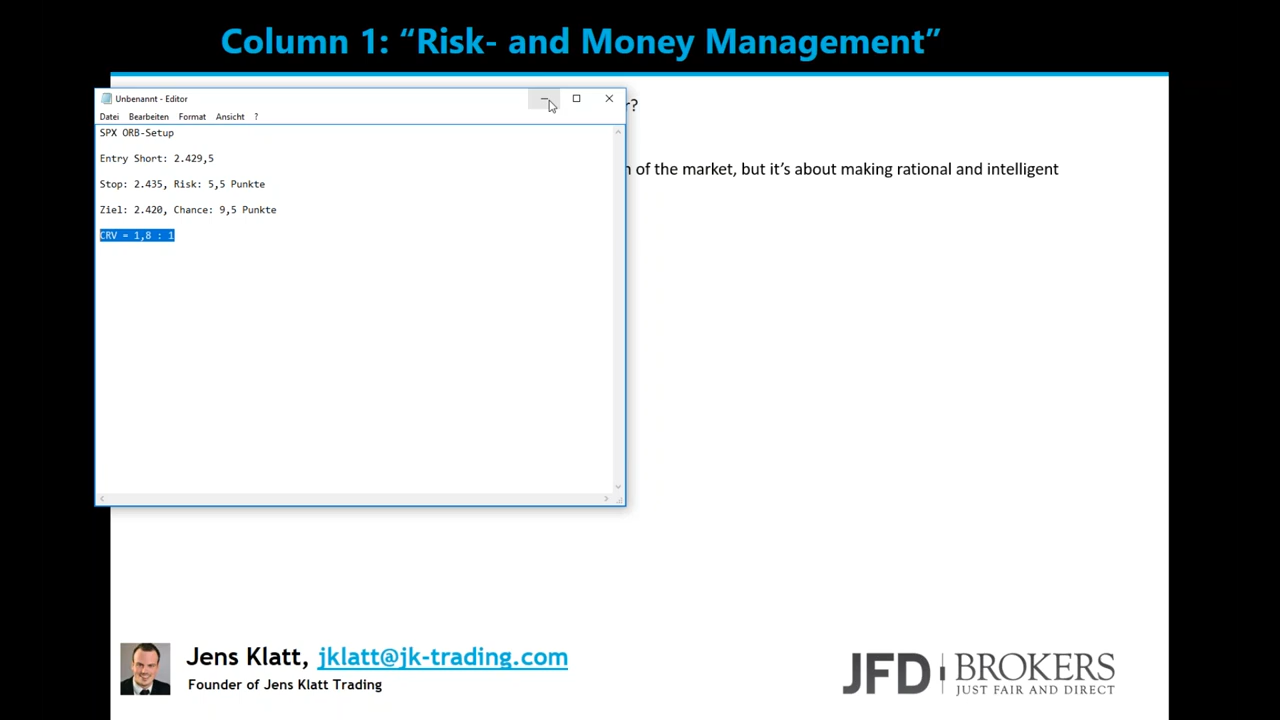 Column 1: “Risk- and Money Management”
Unbenannt - Editor
Datei Bearbeiten Format Ansicht ?
SPX ORB-Setup
Entry Short: 2.429,5
Stop: 2.435, Risk: 5,5 Punkte
Ziel: 2.420, Chance: 9,5 Punkte
CRV = 1,8 : 1
of the market, but it’s about making rational and intelligent
Jens Klatt, jklatt@jk-trading.com
Founder of Jens Klatt Trading
JFD BROKERS
JUST FAIR AND DIRECT